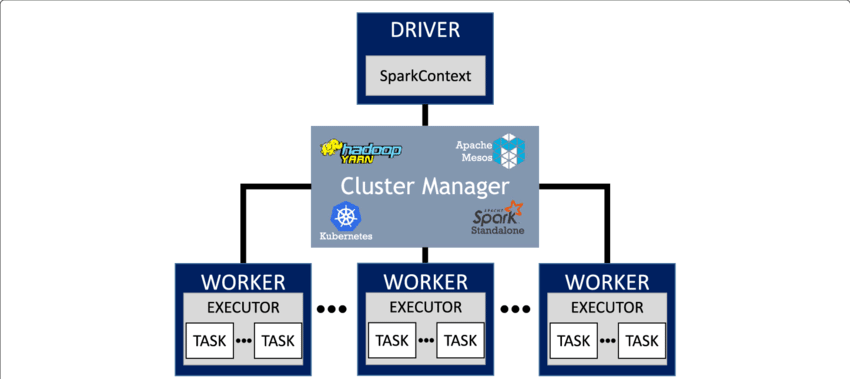 DRIVER
SparkContext
hadoop
YARN
Apache
Mesos
Cluster Manager
Kubernetes
APACHE
Spark
Standalone
WORKER
EXECUTOR
TASK ••• TASK
•••
WORKER
EXECUTOR
TASK ••• TASK
•••
WORKER
EXECUTOR
TASK ••• TASK